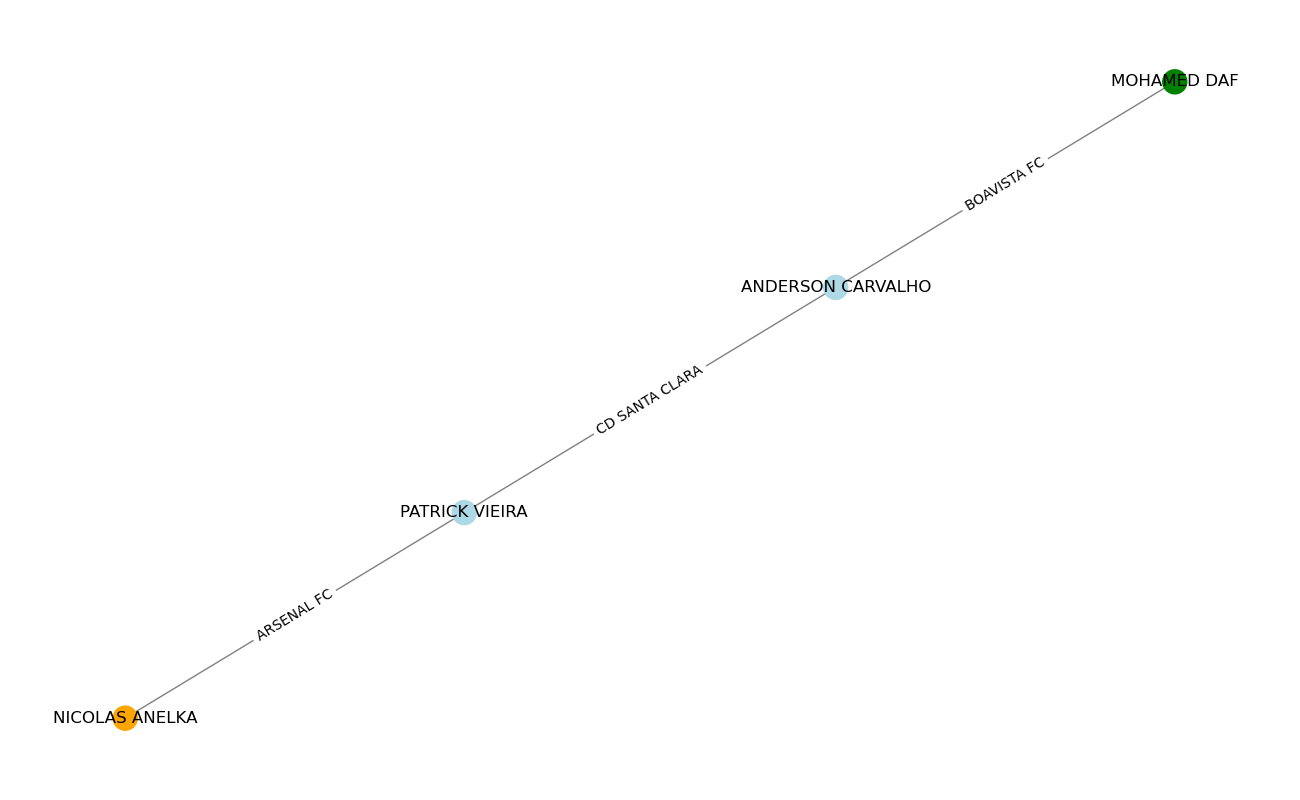 MOHAMED DAF
BOAVISTA FC
ANDERSON CARVALHO
CD SANTA CLARA
PATRICK VIEIRA
ARSENAL FC
NICOLAS ANELKA